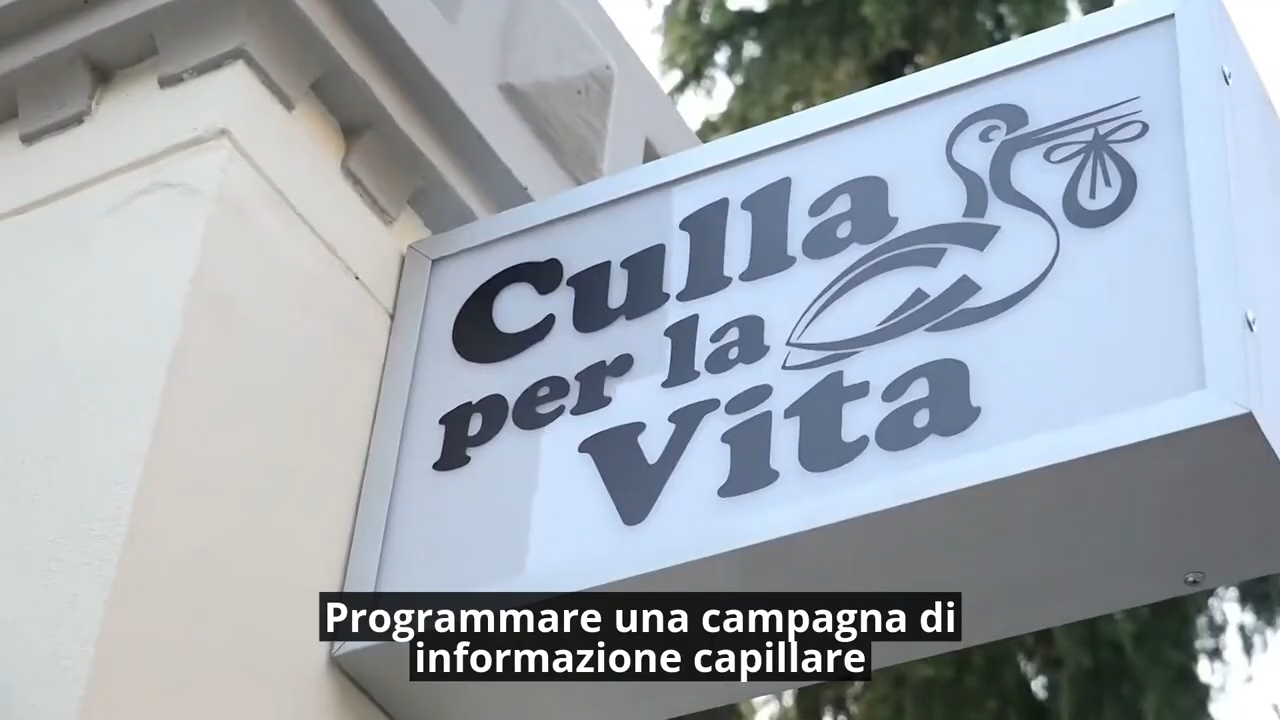 Culla
per la
Vita
Programmare una campagna di
informazione capillare